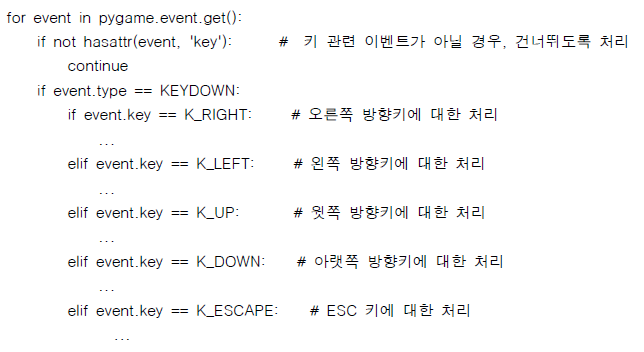 for event in pygame.event.get():
if not hasattr(event, 'key'): # 키 관련 이벤트가 아닐 경우, 건너뛰도록 처리
continue
if event.type == KEYDOWN:
if event.key == K_RIGHT: # 오른쪽 방향키에 대한 처리
...
elif event.key == K_LEFT: # 왼쪽 방향키에 대한 처리
...
elif event.key == K_UP: # 윗쪽 방향키에 대한 처리
...
elif event.key == K_DOWN: # 아랫쪽 방향키에 대한 처리
...
elif event.key == K_ESCAPE: # ESC 키에 대한 처리
...